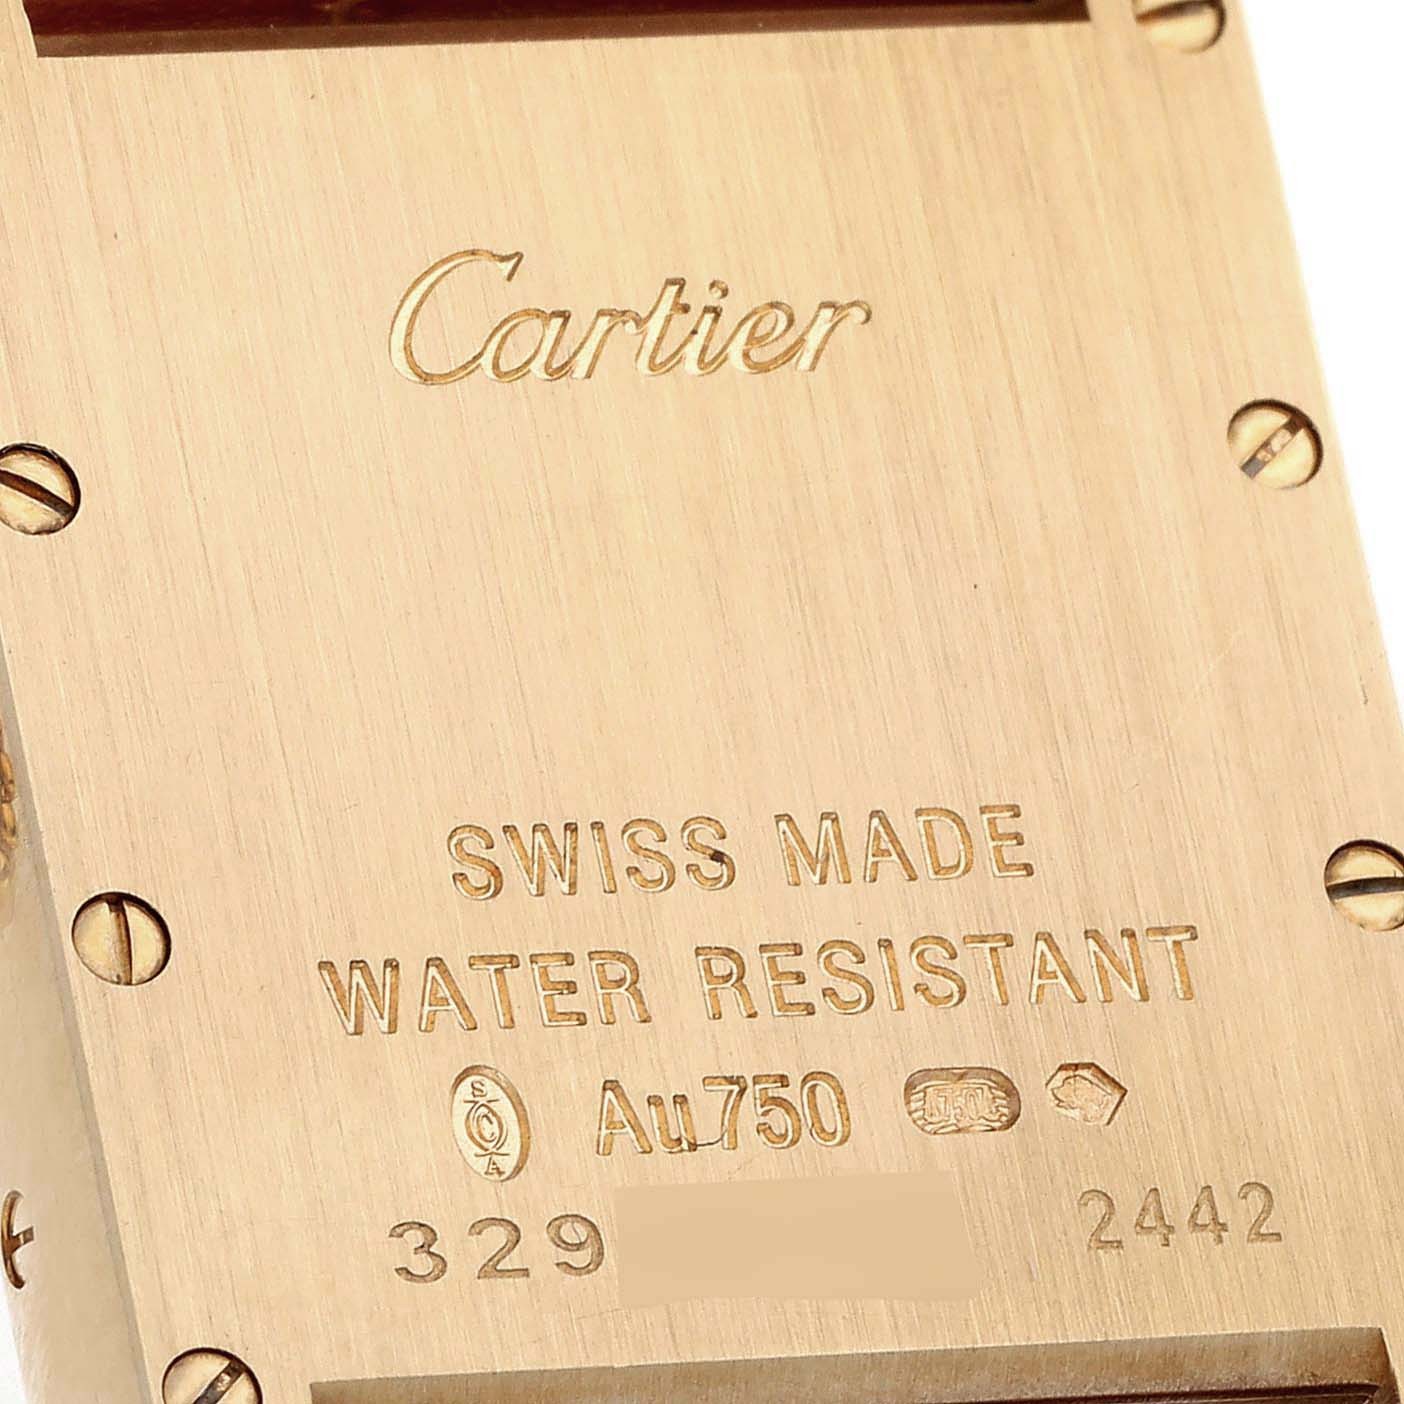 Cartier
SWISS MADE
WATER RESISTANT
S C A Au750
329 2442